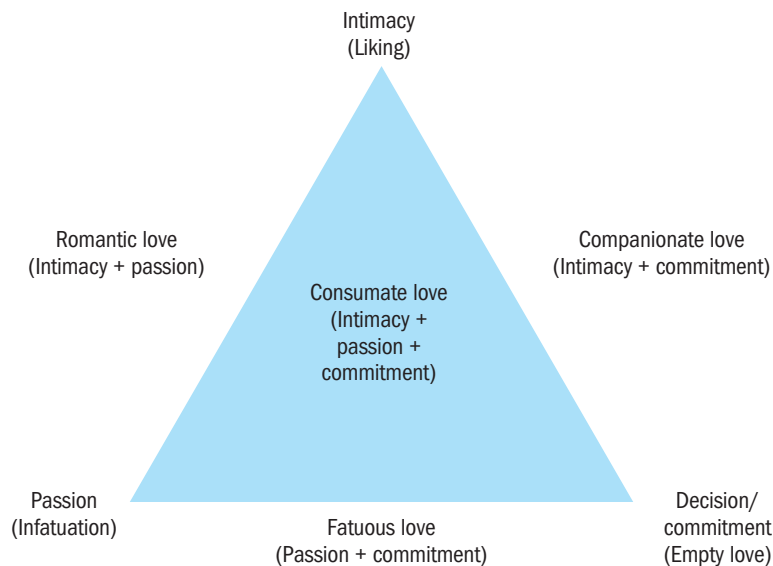 Intimacy
(Liking)
Romantic love
(Intimacy + passion)
Companionate love
(Intimacy + commitment)
Consumate love
(Intimacy +
passion +
commitment)
Passion
(Infatuation)
Fatuous love
(Passion + commitment)
Decision/
commitment
(Empty love)